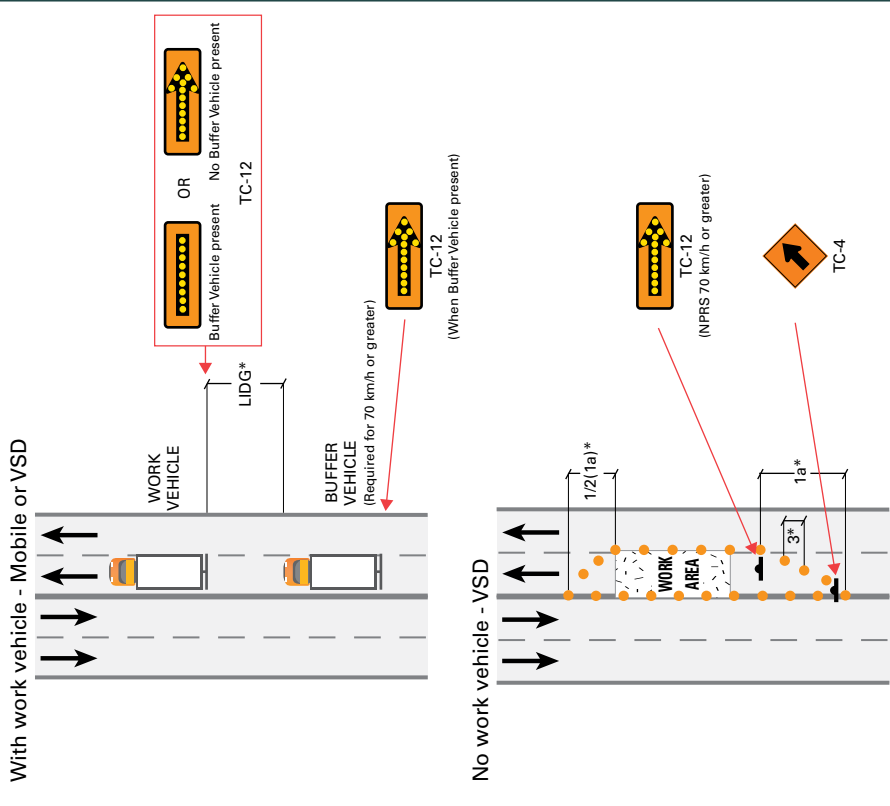 With work vehicle - Mobile or VSD
Buffer Vehicle present
OR
No Buffer Vehicle present
TC-12
LIDG*
WORK
VEHICLE
BUFFER
VEHICLE
(Required for 70 km/h or greater)
TC-12
(When Buffer Vehicle present)
No work vehicle - VSD
1/2(1a)*
WORK
AREA
1a*
3*
TC-12
(NPRS 70 km/h or greater)
TC-4